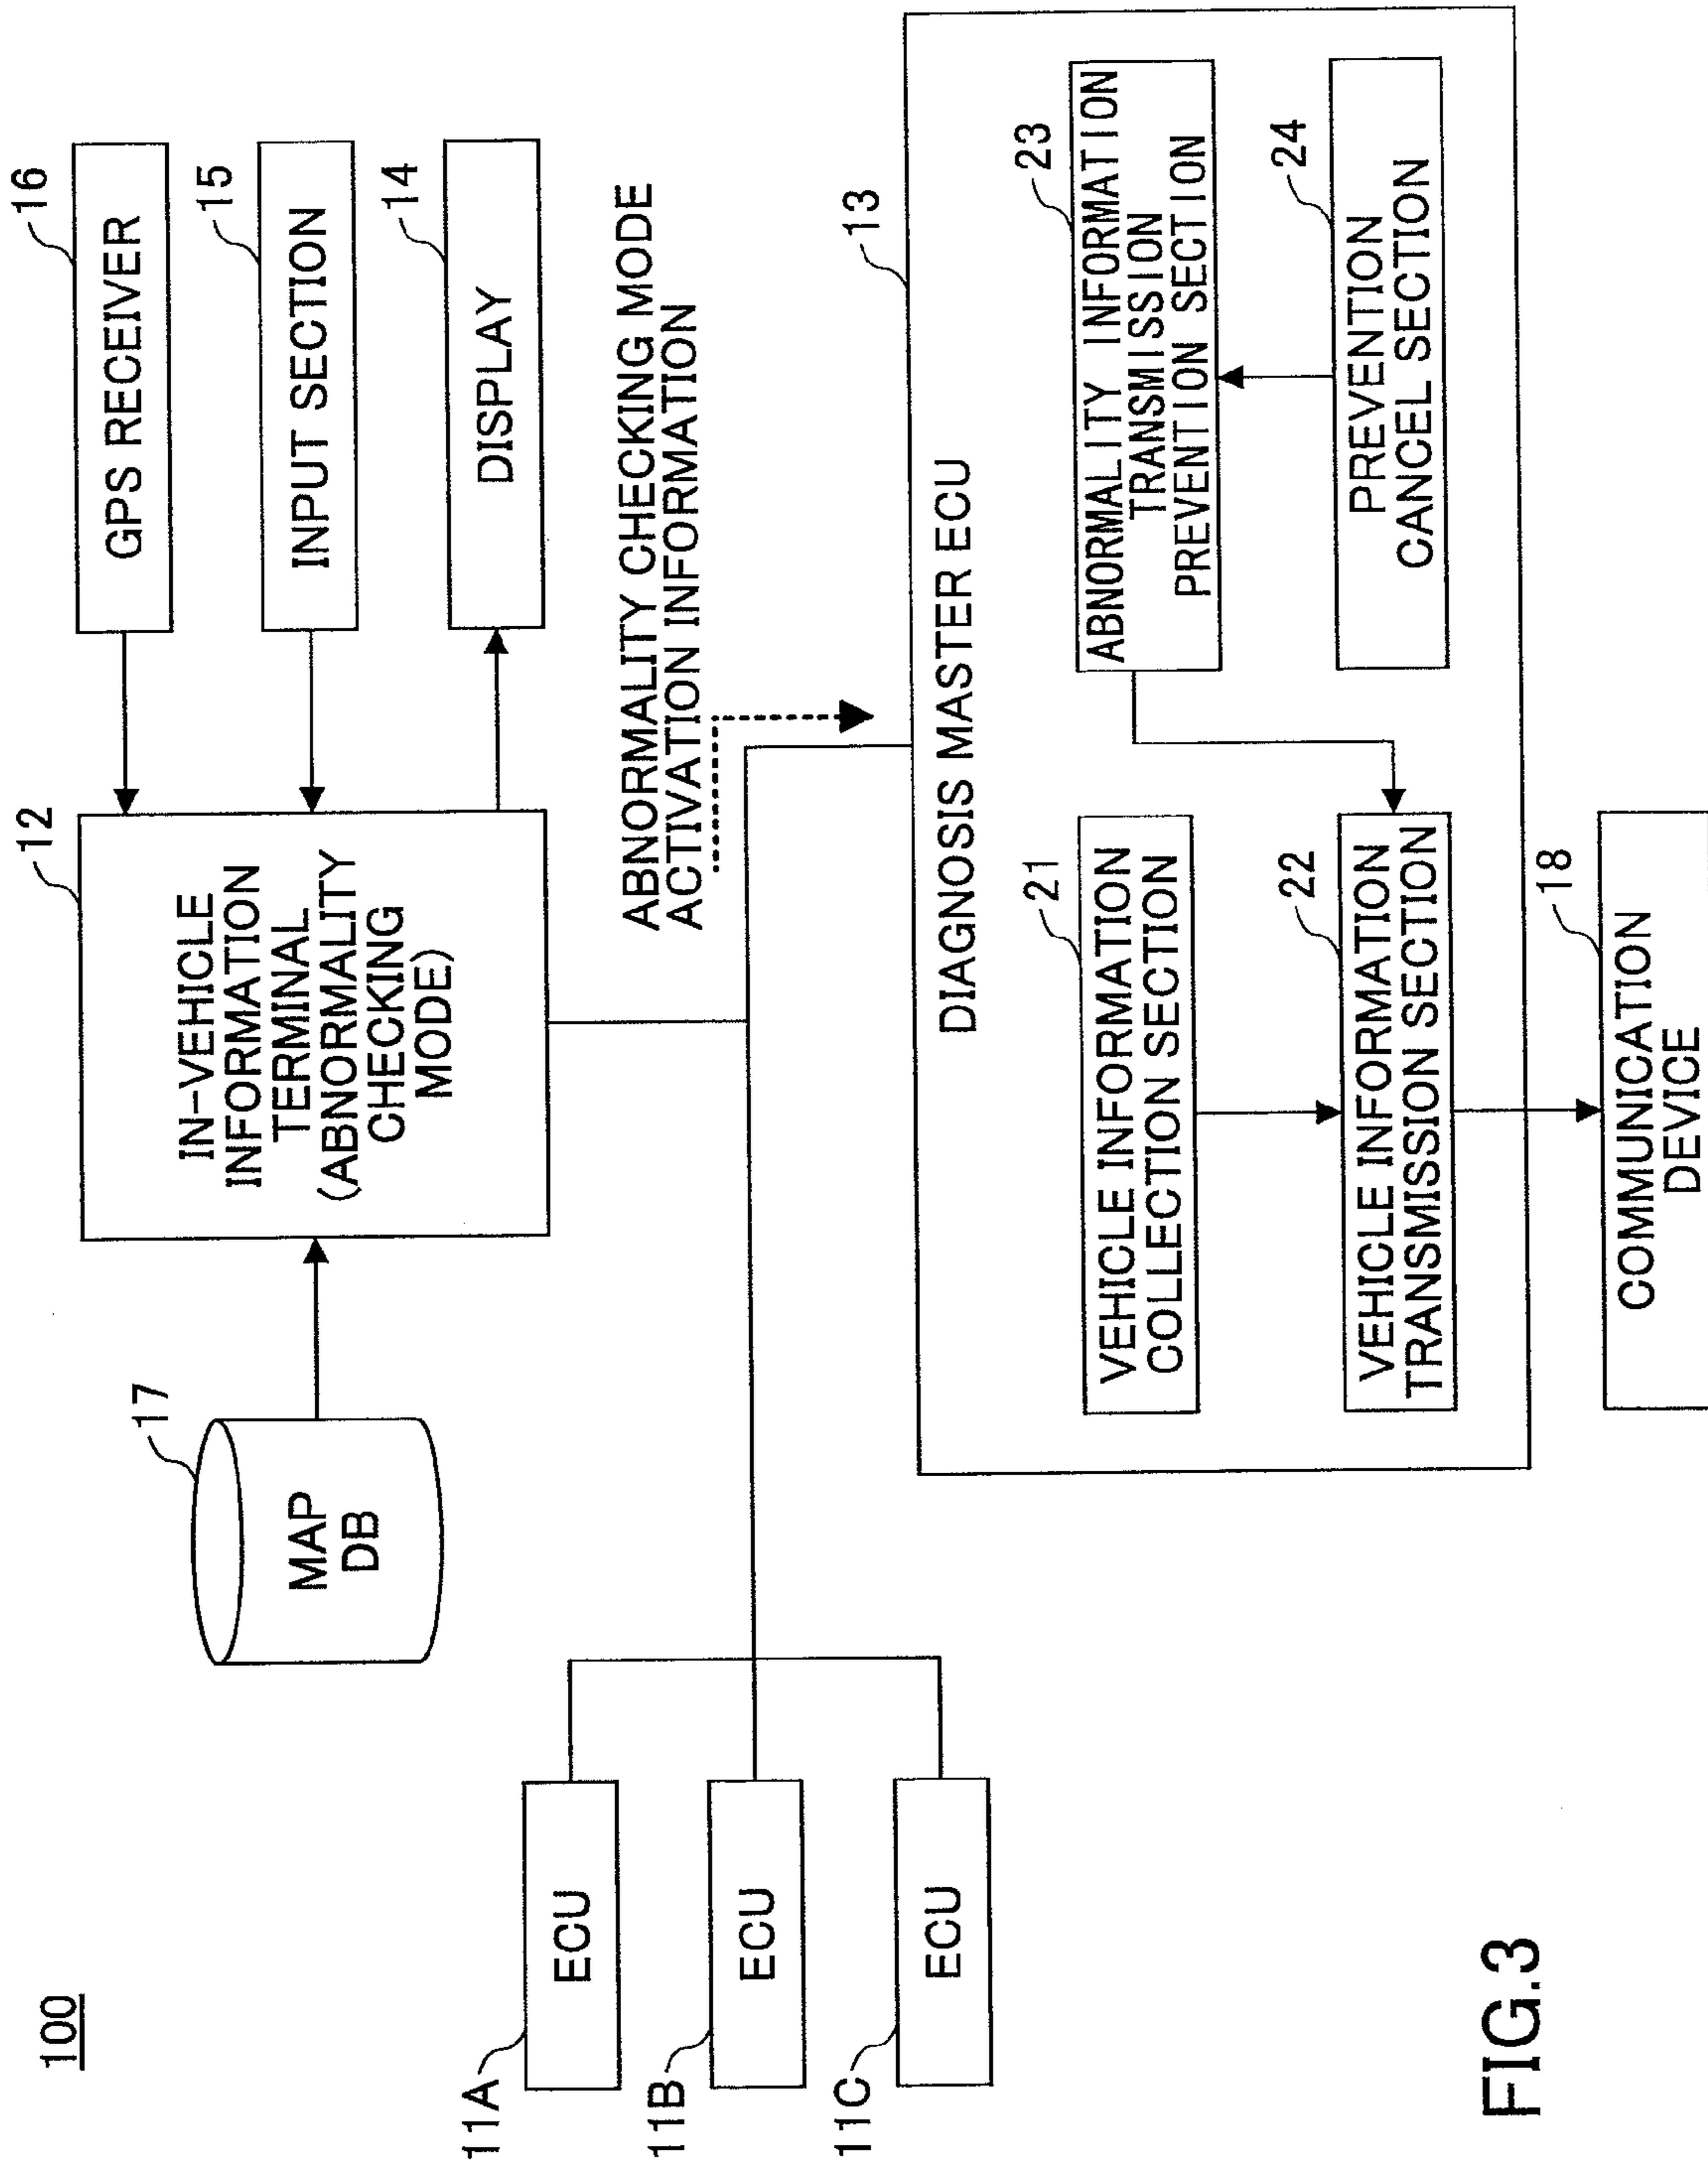 100
17
MAP
DB
12
IN-VEHICLE
INFORMATION
TERMINAL
(ABNORMALITY
CHECKING
MODE)
16
GPS RECEIVER
15
INPUT SECTION
14
DISPLAY
11A
ECU
11B
ECU
11C
ECU
ABNORMALITY CHECKING MODE
ACTIVATION INFORMATION
13
DIAGNOSIS MASTER ECU
21
VEHICLE INFORMATION
COLLECTION SECTION
23
ABNORMALITY INFORMATION
TRANSMISSION
PREVENTION SECTION
22
VEHICLE INFORMATION
TRANSMISSION SECTION
24
PREVENTION
CANCEL SECTION
18
COMMUNICATION
DEVICE
FIG.3